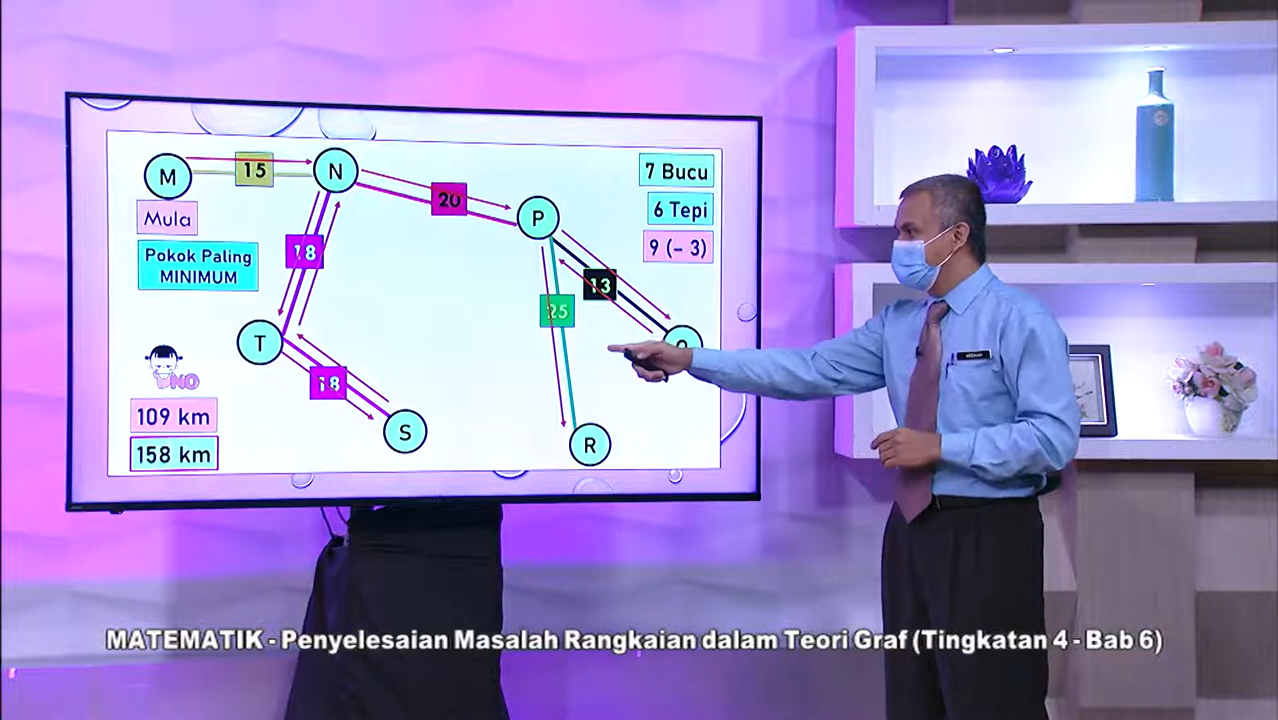 M
15
N
20
P
7 Bucu
6 Tepi
9 (– 3)
Mula
Pokok Paling
MINIMUM
18
13
25
T
18
S
R
NO
109 km
158 km
MATEMATIK - Penyelesaian Masalah Rangkaian dalam Teori Graf (Tingkatan 4 - Bab 6)